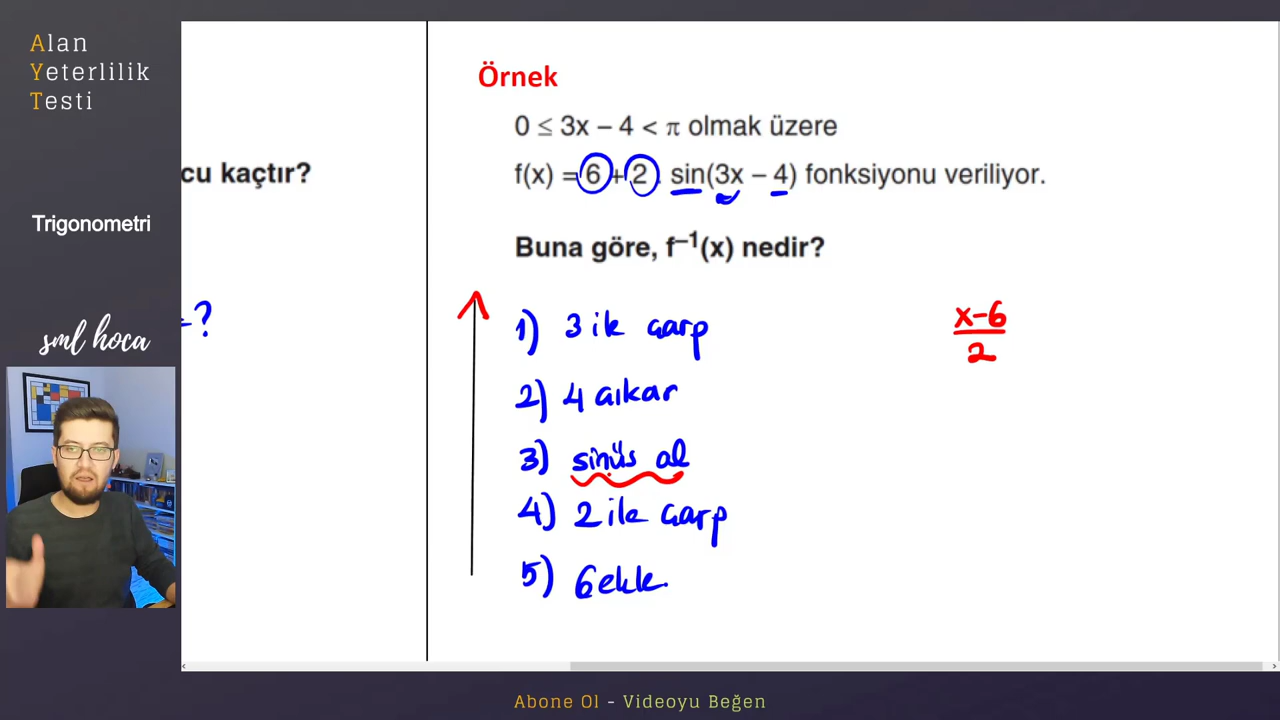 Alan
Yeterlilik
Testi
Trigonometri
sml hoca
cu kaçtır?
=?
Örnek
0 ≤ 3x – 4 < π olmak üzere
f(x) = 6 + 2 . sin(3x – 4) fonksiyonu veriliyor.
Buna göre, f⁻¹(x) nedir?
1) 3 ile çarp
2) 4 çıkar
3) sinüs al
4) 2 ile çarp
5) 6 ekle.
x-6
2
Abone Ol - Videoyu Beğen